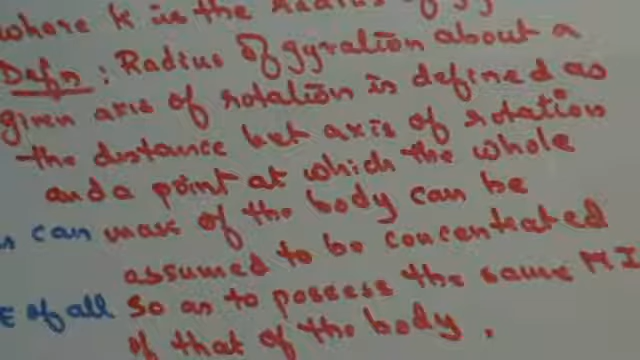 where K is the Radius of gy
Defn: Radius of gyration about a
given axis of rotation is defined as
the distance bet axis of rotation
and a point at which the whole
can mass of the body can be
assumed to be concentrated
of all so as to possess the same MI
of that of the body.